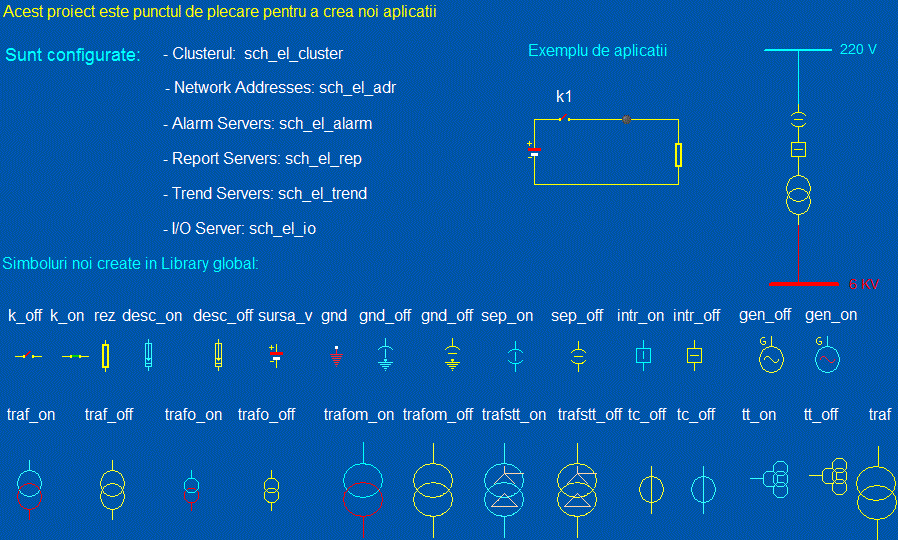 Acest proiect este punctul de plecare pentru a crea noi aplicatii
Sunt configurate:
- Clusterul: sch_el_cluster
- Network Addresses: sch_el_adr
- Alarm Servers: sch_el_alarm
- Report Servers: sch_el_rep
- Trend Servers: sch_el_trend
- I/O Server: sch_el_io
Exemplu de aplicatii
k1
+
-
220 V
6 KV
Simboluri noi create in Library global:
k_off k_on rez desc_on desc_off sursa_v gnd gnd_off gnd_off sep_on sep_off intr_on intr_off gen_off gen_on
+
-
G
G
traf_on traf_off trafo_on trafo_off trafom_on trafom_off trafstt_on trafstt_off tc_off tc_off tt_on tt_off traf